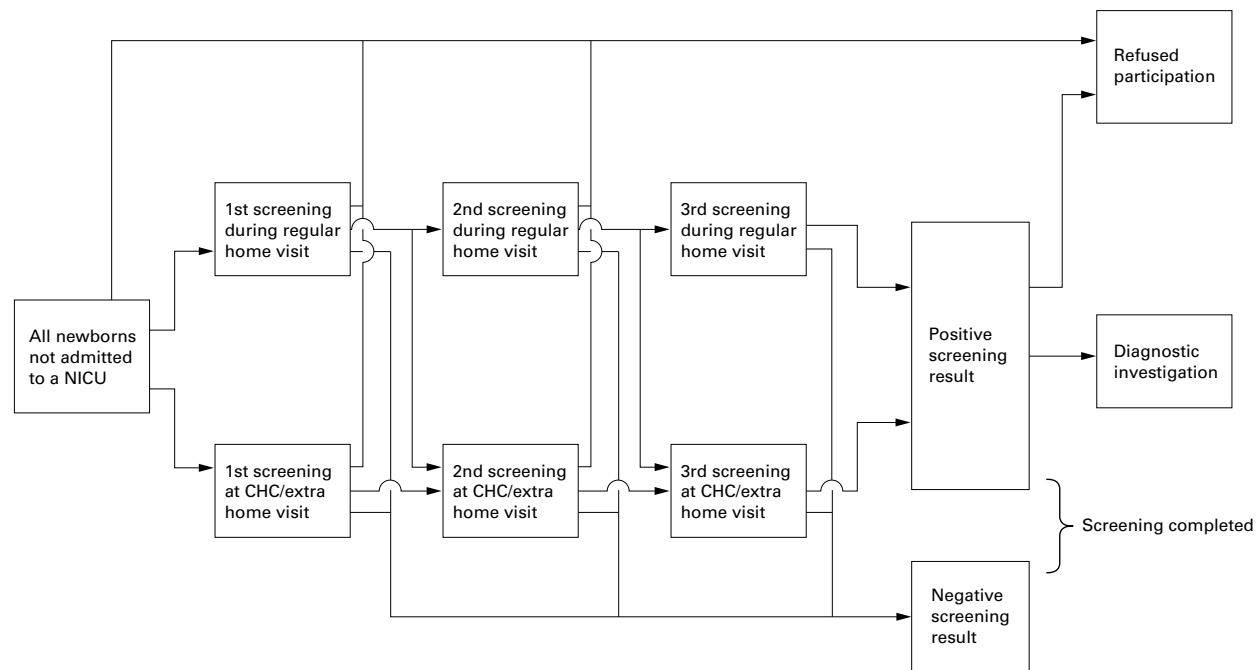 Refused
participation
1st screening
during regular
home visit
2nd screening
during regular
home visit
3rd screening
during regular
home visit
All newborns
not admitted
to a NICU
Positive
screening
result
Diagnostic
investigation
1st screening
at CHC/extra
home visit
2nd screening
at CHC/extra
home visit
3rd screening
at CHC/extra
home visit
Screening completed
Negative
screening
result